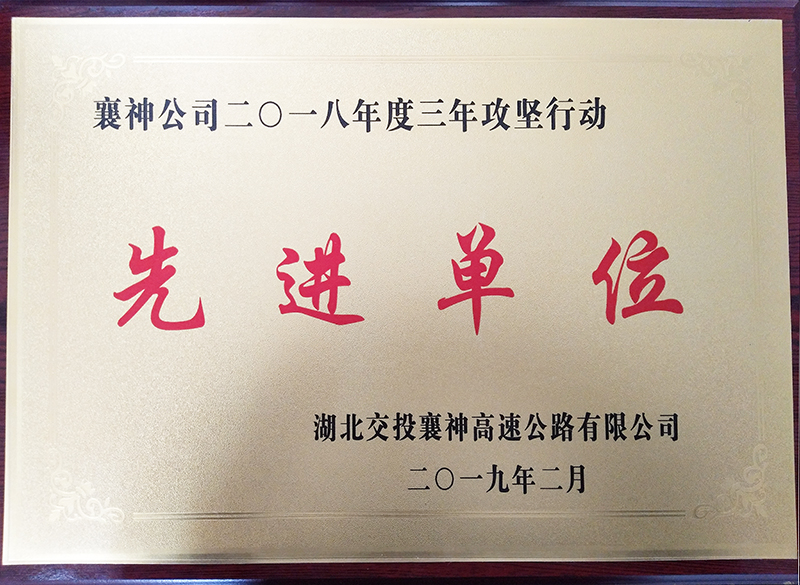 襄神公司二〇一八年度三年攻坚行动
先进单位
湖北交投襄神高速公路有限公司
二〇一九年二月